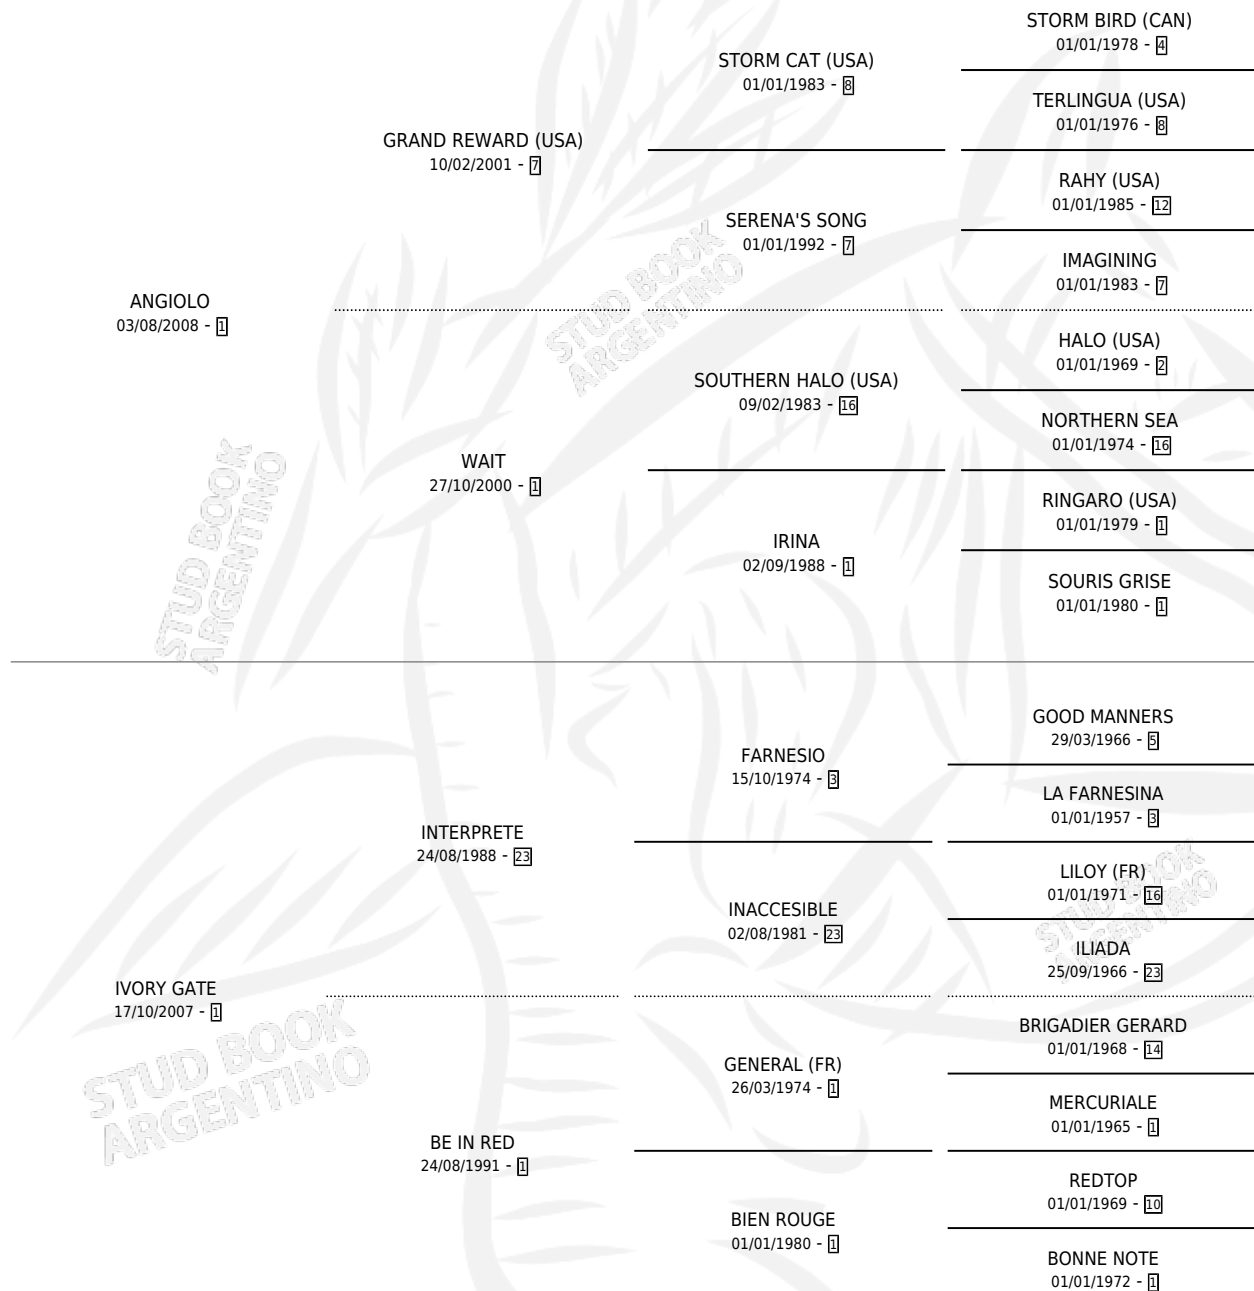 STORM BIRD (CAN)
01/01/1978 - 4
STORM CAT (USA)
01/01/1983 - 8
TERLINGUA (USA)
01/01/1976 - 8
GRAND REWARD (USA)
10/02/2001 - 7
RAHY (USA)
01/01/1985 - 12
SERENA'S SONG
01/01/1992 - 7
IMAGINING
01/01/1983 - 7
ANGIOLO
03/08/2008 - 1
HALO (USA)
01/01/1969 - 2
SOUTHERN HALO (USA)
09/02/1983 - 16
NORTHERN SEA
01/01/1974 - 16
WAIT
27/10/2000 - 1
RINGARO (USA)
01/01/1979 - 1
IRINA
02/09/1988 - 1
SOURIS GRISE
01/01/1980 - 1
GOOD MANNERS
29/03/1966 - 5
FARNESIO
15/10/1974 - 3
LA FARNESINA
01/01/1957 - 3
INTERPRETE
24/08/1988 - 23
LILOY (FR)
01/01/1971 - 16
INACCESIBLE
02/08/1981 - 23
ILIADA
25/09/1966 - 23
IVORY GATE
17/10/2007 - 1
BRIGADIER GERARD
01/01/1968 - 14
GENERAL (FR)
26/03/1974 - 1
MERCURIALE
01/01/1965 - 1
BE IN RED
24/08/1991 - 1
REDTOP
01/01/1969 - 10
BIEN ROUGE
01/01/1980 - 1
BONNE NOTE
01/01/1972 - 1
STUD BOOK
ARGENTINO
STUD BOOK
ARGENTINO
STUD BOOK
ARGENTINO
STUD BOOK
ARGENTINO